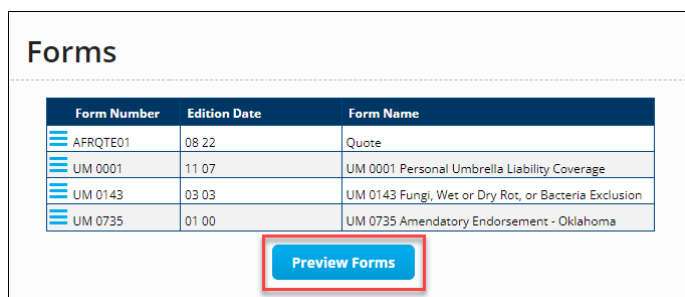 Forms
Form Number Edition Date Form Name
AFRQTE01 08 22 Quote
UM 0001 11 07 UM 0001 Personal Umbrella Liability Coverage
UM 0143 03 03 UM 0143 Fungi, Wet or Dry Rot, or Bacteria Exclusion
UM 0735 01 00 UM 0735 Amendatory Endorsement - Oklahoma
Preview Forms